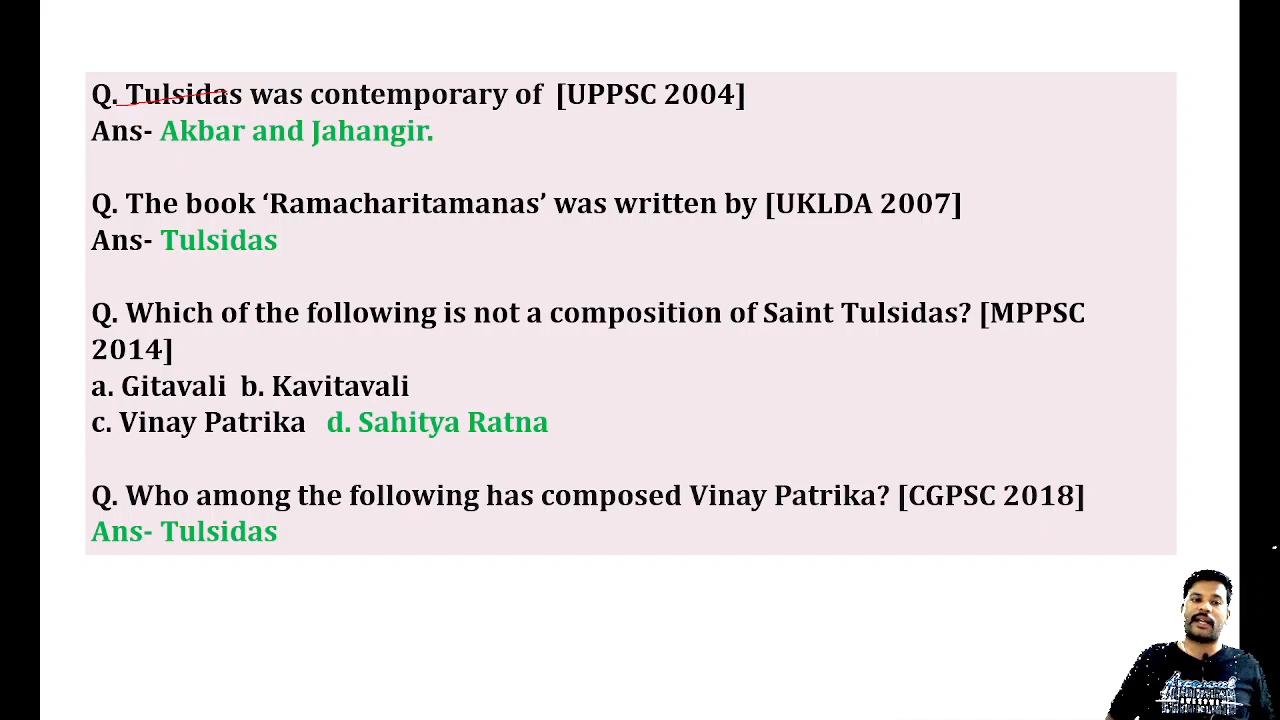 Q. Tulsidas was contemporary of [UPPSC 2004]
Ans- Akbar and Jahangir.
Q. The book ‘Ramacharitamanas’ was written by [UKLDA 2007]
Ans- Tulsidas
Q. Which of the following is not a composition of Saint Tulsidas? [MPPSC
2014]
a. Gitavali b. Kavitavali
c. Vinay Patrika d. Sahitya Ratna
Q. Who among the following has composed Vinay Patrika? [CGPSC 2018]
Ans- Tulsidas